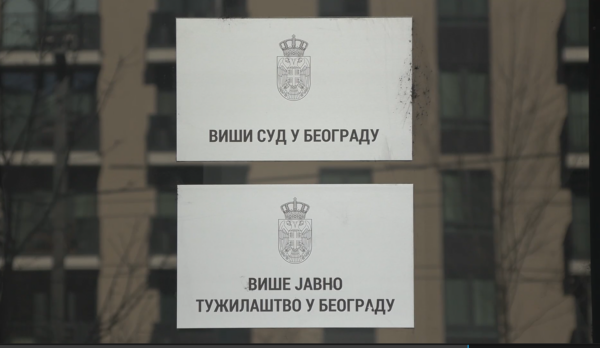 ВИШИ СУД У БЕОГРАДУ
ВИШЕ ЈАВНО
ТУЖИЛАШТВО У БЕОГРАДУ